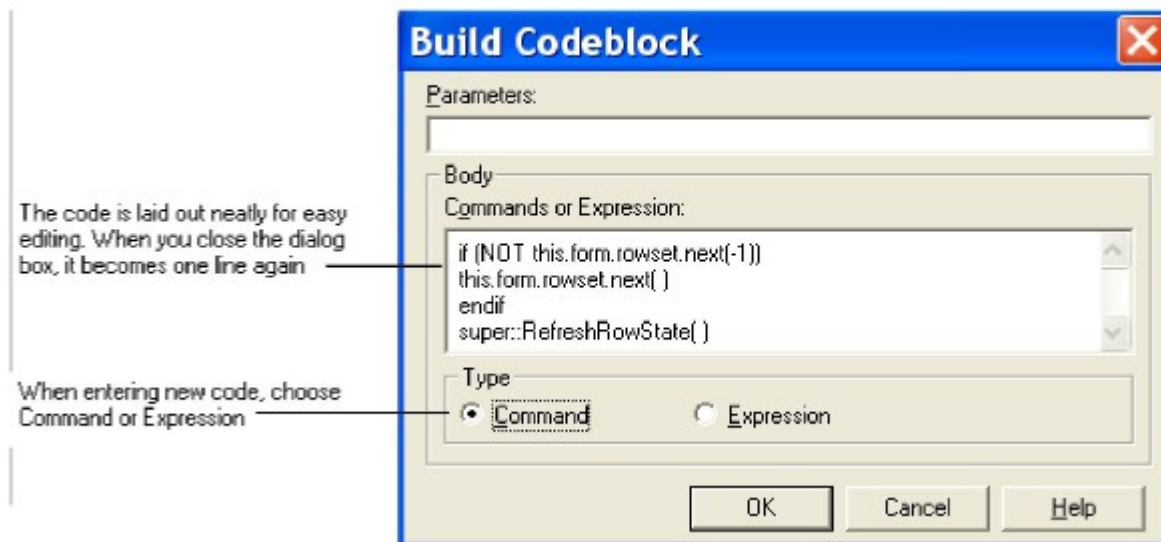 Build Codeblock
Parameters:
Body
Commands or Expression:
The code is laid out neatly for easy
editing. When you close the dialog
box, it becomes one line again
if (NOT this.form.rowset.next(-1))
this.form.rowset.next( )
endif
super::RefreshRowState( )
When entering new code, choose
Command or Expression
Type
Command
Expression
OK
Cancel
Help